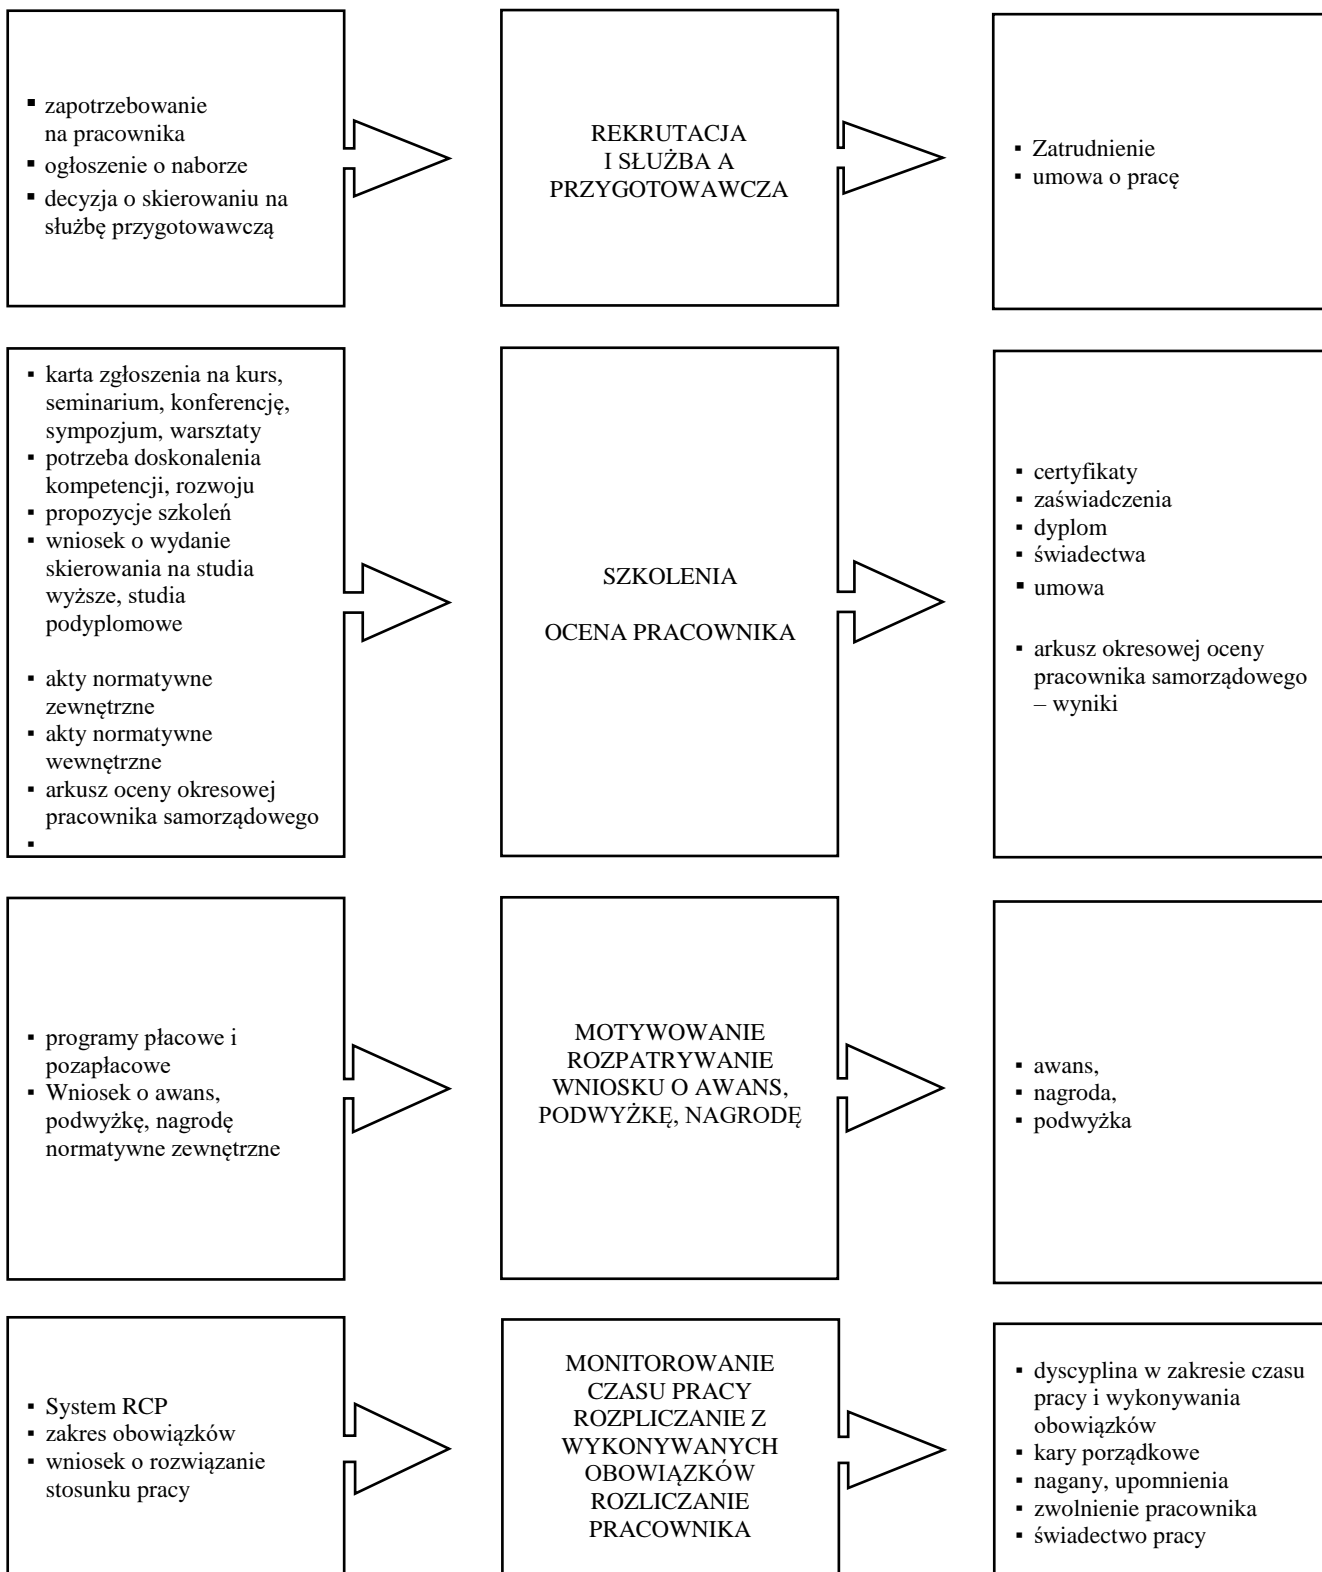 ▪ zapotrzebowanie
na pracownika
▪ ogłoszenie o naborze
▪ decyzja o skierowaniu na
służbę przygotowawczą
REKRUTACJA
I SŁUŻBA A
PRZYGOTOWAWCZA
▪ Zatrudnienie
▪ umowa o pracę
▪ karta zgłoszenia na kurs,
seminarium, konferencję,
sympozjum, warsztaty
▪ potrzeba doskonalenia
kompetencji, rozwoju
▪ propozycje szkoleń
▪ wniosek o wydanie
skierowania na studia
wyższe, studia
podyplomowe
▪ akty normatywne
zewnętrzne
▪ akty normatywne
wewnętrzne
▪ arkusz oceny okresowej
pracownika samorządowego
▪
SZKOLENIA
OCENA PRACOWNIKA
▪ certyfikaty
▪ zaświadczenia
▪ dyplom
▪ świadectwa
▪ umowa
▪ arkusz okresowej oceny
pracownika samorządowego
– wyniki
▪ programy płacowe i
pozapłacowe
▪ Wniosek o awans,
podwyżkę, nagrodę
normatywne zewnętrzne
MOTYWOWANIE
ROZPATRYWANIE
WNIOSKU O AWANS,
PODWYŻKĘ, NAGRODĘ
▪ awans,
▪ nagroda,
▪ podwyżka
▪ System RCP
▪ zakres obowiązków
▪ wniosek o rozwiązanie
stosunku pracy
MONITOROWANIE
CZASU PRACY
ROZPLICZANIE Z
WYKONYWANYCH
OBOWIĄZKÓW
ROZLICZANIE
PRACOWNIKA
▪ dyscyplina w zakresie czasu
pracy i wykonywania
obowiązków
▪ kary porządkowe
▪ nagany, upomnienia
▪ zwolnienie pracownika
▪ świadectwo pracy